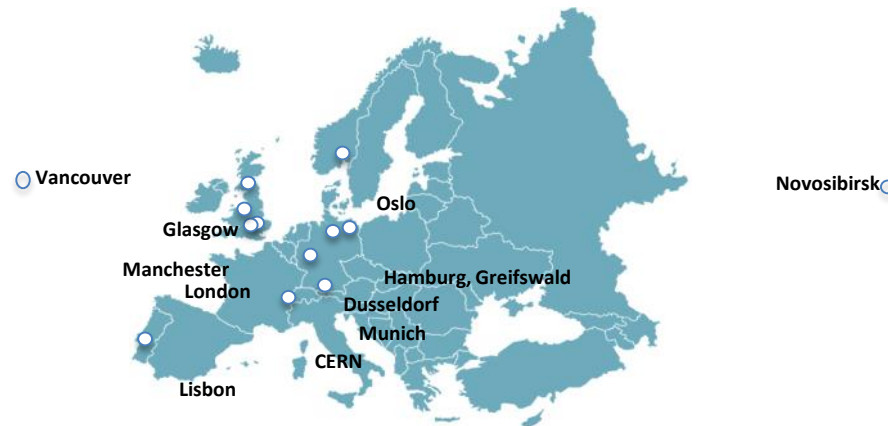 Vancouver
Novosibirsk
Oslo
Glasgow
Manchester
Hamburg, Greifswald
London
Dusseldorf
Munich
CERN
Lisbon